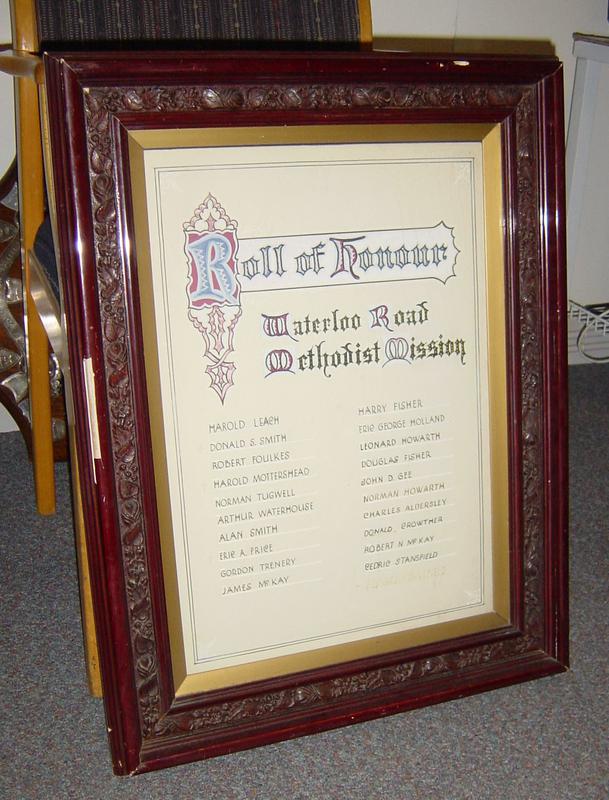 Roll of Honour
Waterloo Road
Methodist Mission
HAROLD LEACH
DONALD S. SMITH
ROBERT FOULKES
HAROLD MOTTERSHEAD
NORMAN TUGWELL
ARTHUR WATERHOUSE
ALAN SMITH
ERIC A. PRICE
GORDON TRENERY
JAMES McKAY
HARRY FISHER
ERIC GEORGE HOLLAND
LEONARD HOWARTH
DOUGLAS FISHER
JOHN D. GEE
NORMAN HOWARTH
CHARLES ALDERSLEY
DONALD. CROWTHER
ROBERT N McKAY
CEDRIC STANSFIELD